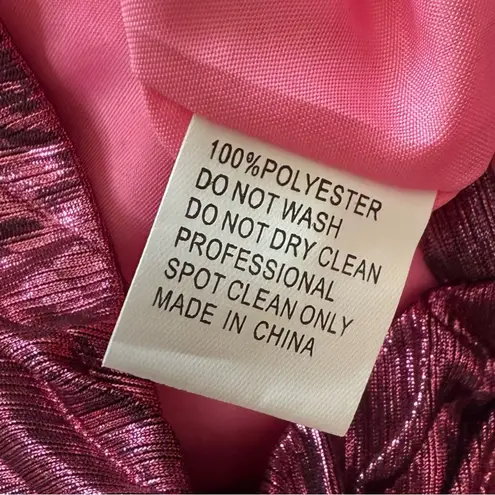 100%POLYESTER
DO NOT WASH
DO NOT DRY CLEAN
PROFESSIONAL
SPOT CLEAN ONLY
MADE IN CHINA